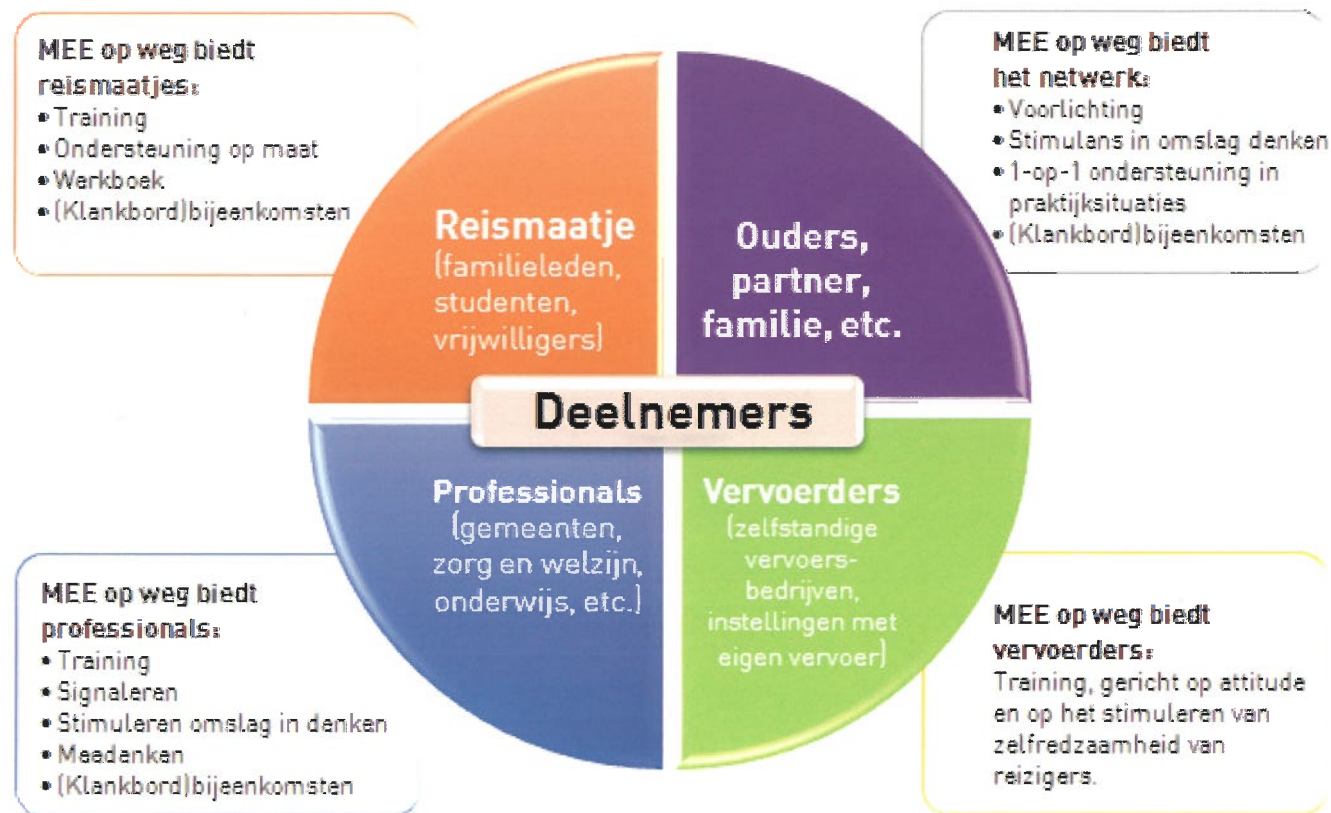 MEE op weg biedt
reismaatjes:
• Training
• Ondersteuning op maat
• Werkboek
• (Klankbord)bijeenkomsten
MEE op weg biedt
het netwerk:
• Voorlichting
• Stimulans in omslag denken
• 1-op-1 ondersteuning in
praktijksituaties
• (Klankbord)bijeenkomsten
Reismaatje
(familieleden,
studenten,
vrijwilligers)
Ouders,
partner,
familie, etc.
Deelnemers
Professionals
(gemeenten,
zorg en welzijn,
onderwijs, etc.)
Vervoerders
(zelfstandige
vervoers-
bedrijven,
instellingen met
eigen vervoer)
MEE op weg biedt
professionals:
• Training
• Signaleren
• Stimuleren omslag in denken
• Meedenken
• (Klankbord)bijeenkomsten
MEE op weg biedt
vervoerders:
Training, gericht op attitude
en op het stimuleren van
zelfredzaamheid van
reizigers.